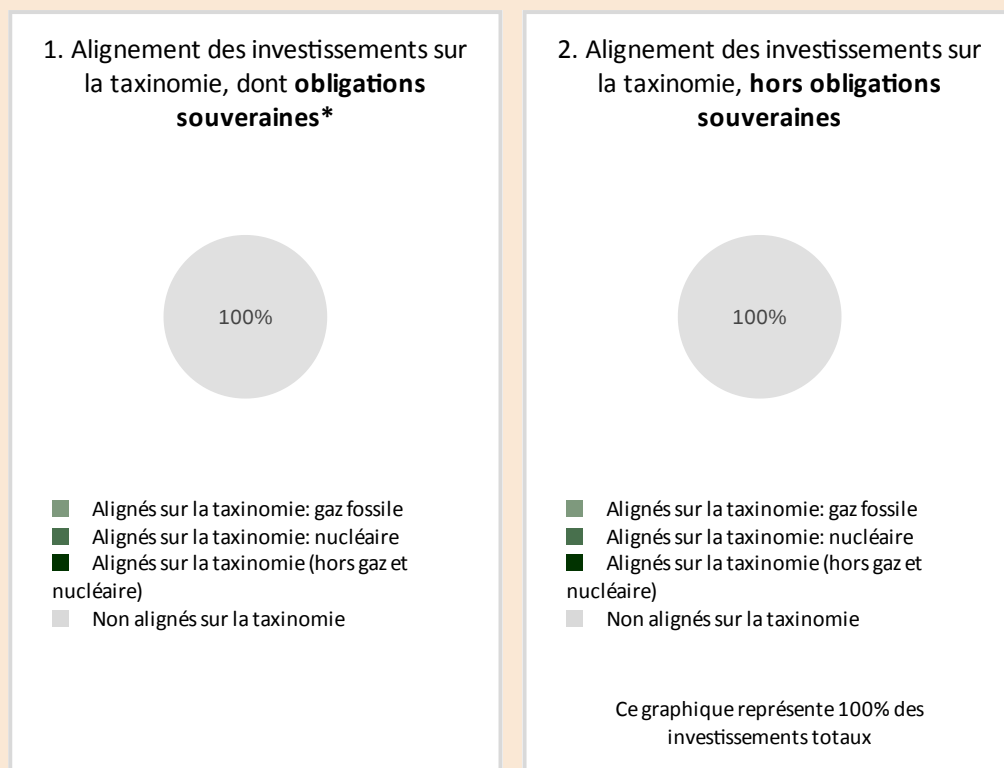 1. Alignement des investissements sur
la taxinomie, dont obligations
souveraines*
100%
Alignés sur la taxinomie: gaz fossile
Alignés sur la taxinomie: nucléaire
Alignés sur la taxinomie (hors gaz et
nucléaire)
Non alignés sur la taxinomie
2. Alignement des investissements sur
la taxinomie, hors obligations
souveraines
100%
Alignés sur la taxinomie: gaz fossile
Alignés sur la taxinomie: nucléaire
Alignés sur la taxinomie (hors gaz et
nucléaire)
Non alignés sur la taxinomie
Ce graphique représente 100% des
investissements totaux